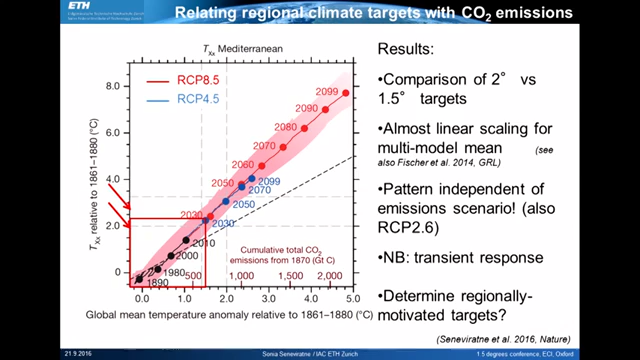 ETH
Relating regional climate targets with CO2 emissions
TXx Mediterranean
RCP8.5
RCP4.5
TXx relative to 1861–1880 (°C)
8.0
6.0
4.0
2.0
0
2099
2090
2080
2070
2060
2050
2030
2099
2070
2050
2030
2010
2000
1980
1890
Cumulative total CO2
emissions from 1870 (Gt C)
500
1,000
1,500
2,000
0.0
1.0
2.0
3.0
4.0
5.0
Global mean temperature anomaly relative to 1861–1880 (°C)
Results:
•Comparison of 2° vs
1.5° targets
•Almost linear scaling for
multi-model mean (see
also Fischer et al. 2014, GRL)
•Pattern independent of
emissions scenario! (also
RCP2.6)
•NB: transient response
•Determine regionally-
motivated targets?
(Seneviratne et al. 2016, Nature)
21.9 2016
Sonia Seneviratne / IAC ETH Zurich
1.5 degrees conference. ECI, Oxford